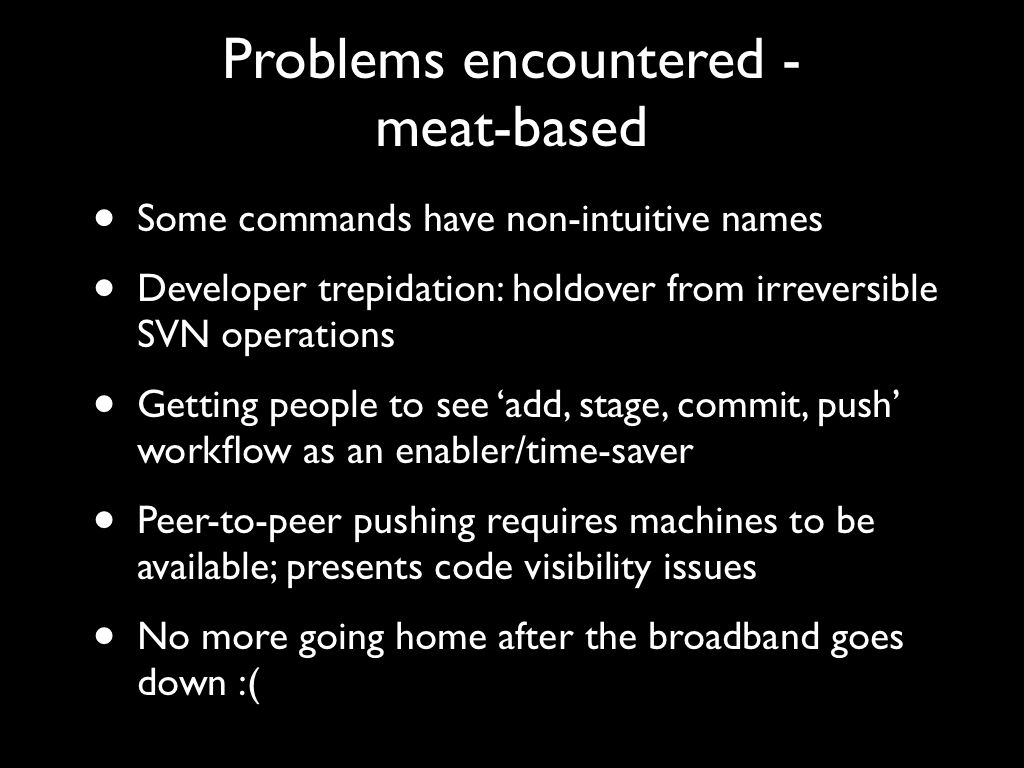 Problems encountered -
meat-based
• Some commands have non-intuitive names
• Developer trepidation: holdover from irreversible
SVN operations
• Getting people to see ‘add, stage, commit, push’
workflow as an enabler/time-saver
• Peer-to-peer pushing requires machines to be
available; presents code visibility issues
• No more going home after the broadband goes
down :(